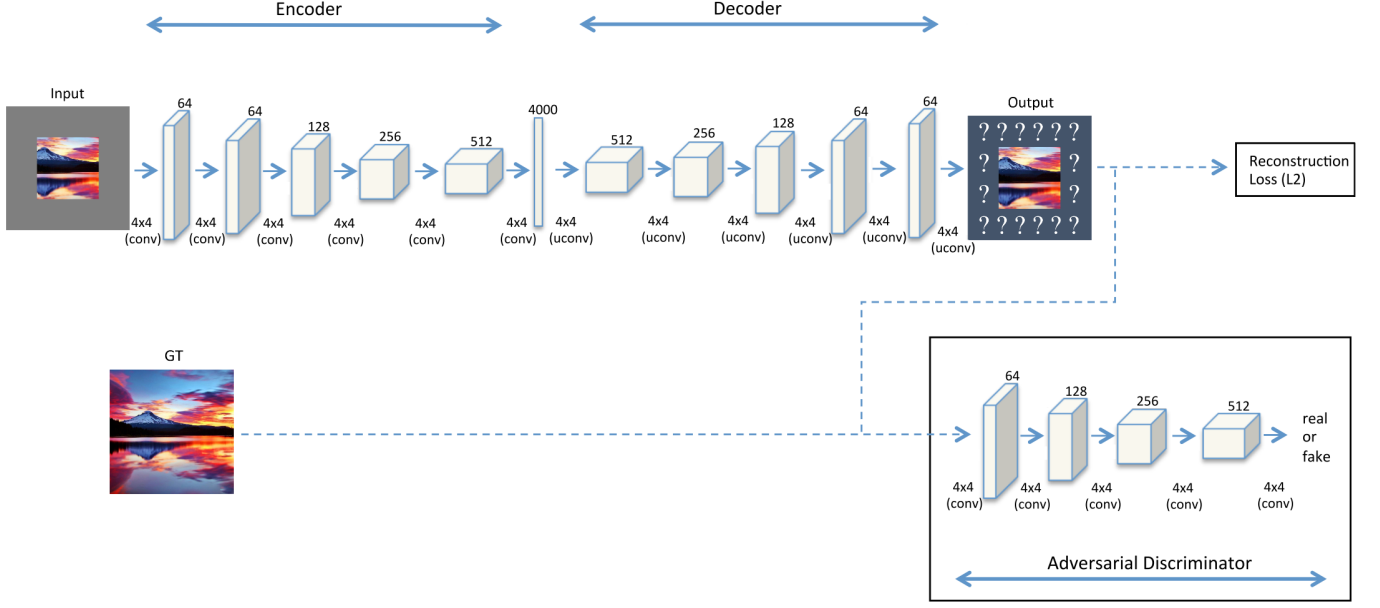 Encoder
Decoder
Input
64
64
128
256
512
4000
512
256
128
64
64
Output
4x4
(conv)
4x4
(conv)
4x4
(conv)
4x4
(conv)
4x4
(conv)
4x4
(conv)
4x4
(uconv)
4x4
(uconv)
4x4
(uconv)
4x4
(uconv)
4x4
(uconv)
4x4
(uconv)
? ? ? ? ? ?
? ?
? ?
? ? ? ? ? ?
Reconstruction
Loss (L2)
GT
64
128
256
512
real
or
fake
4x4
(conv)
4x4
(conv)
4x4
(conv)
4x4
(conv)
4x4
(conv)
Adversarial Discriminator